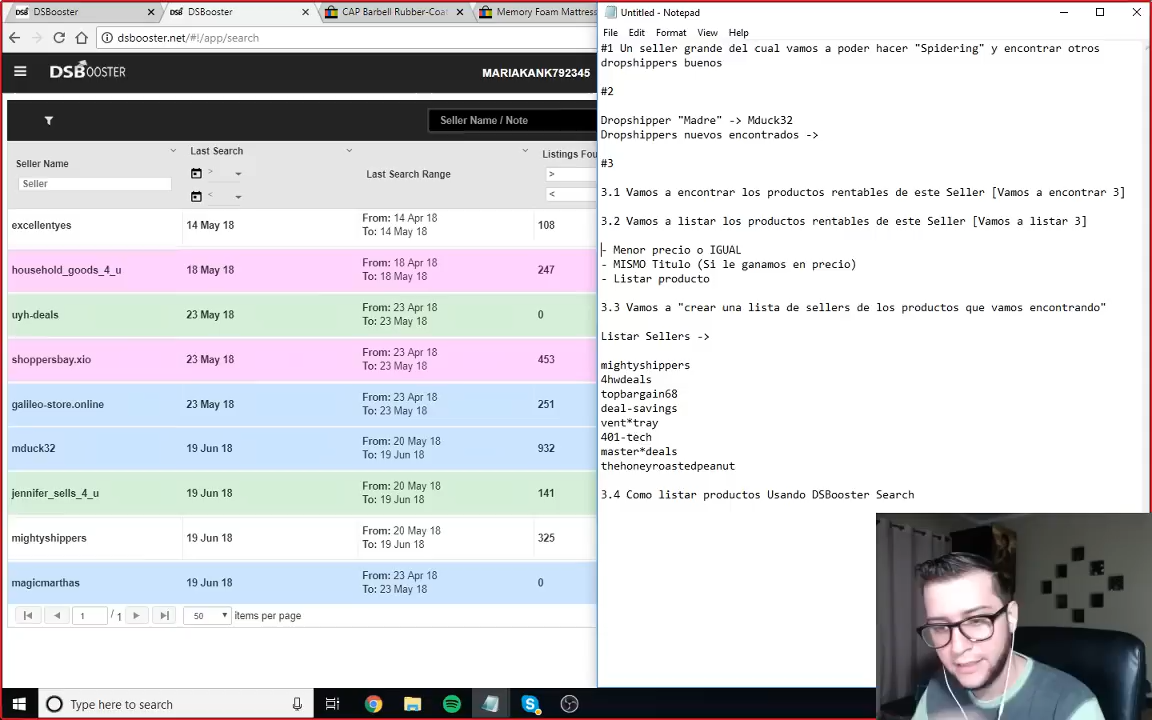 DSBooster
DSBooster
CAP Barbell Rubber-Coa
Memory Foam Mattress
dsbooster.net/#!/app/search
DSBOOSTER
MARIAKANK792345
Seller Name / Note
Seller Name
Last Search
Last Search Range
Listings Fou
Seller
>
<
>
<
excellentyes
14 May 18
From: 14 Apr 18
To: 14 May 18
108
household_goods_4_u
18 May 18
From: 18 Apr 18
To: 18 May 18
247
uyh-deals
23 May 18
From: 23 Apr 18
To: 23 May 18
0
shoppersbay.xio
23 May 18
From: 23 Apr 18
To: 23 May 18
453
galileo-store.online
23 May 18
From: 23 Apr 18
To: 23 May 18
251
mduck32
19 Jun 18
From: 20 May 18
To: 19 Jun 18
932
jennifer_sells_4_u
19 Jun 18
From: 20 May 18
To: 19 Jun 18
141
mightyshippers
19 Jun 18
From: 20 May 18
To: 19 Jun 18
325
magicmarthas
19 Jun 18
From: 23 Apr 18
To: 23 May 18
0
1 / 1 50 items per page
Untitled - Notepad
File Edit Format View Help
#1 Un seller grande del cual vamos a poder hacer "Spidering" y encontrar otros
dropshippers buenos
#2
Dropshipper "Madre" -> Mduck32
Dropshippers nuevos encontrados ->
#3
3.1 Vamos a encontrar los productos rentables de este Seller [Vamos a encontrar 3]
3.2 Vamos a listar los productos rentables de este Seller [Vamos a listar 3]
- Menor precio o IGUAL
- MISMO Titulo (Si le ganamos en precio)
- Listar producto
3.3 Vamos a "crear una lista de sellers de los productos que vamos encontrando"
Listar Sellers ->
mightyshippers
4hwdeals
topbargain68
deal-savings
vent*tray
401-tech
master*deals
thehoneyroastedpeanut
3.4 Como listar productos Usando DSBooster Search
Type here to search